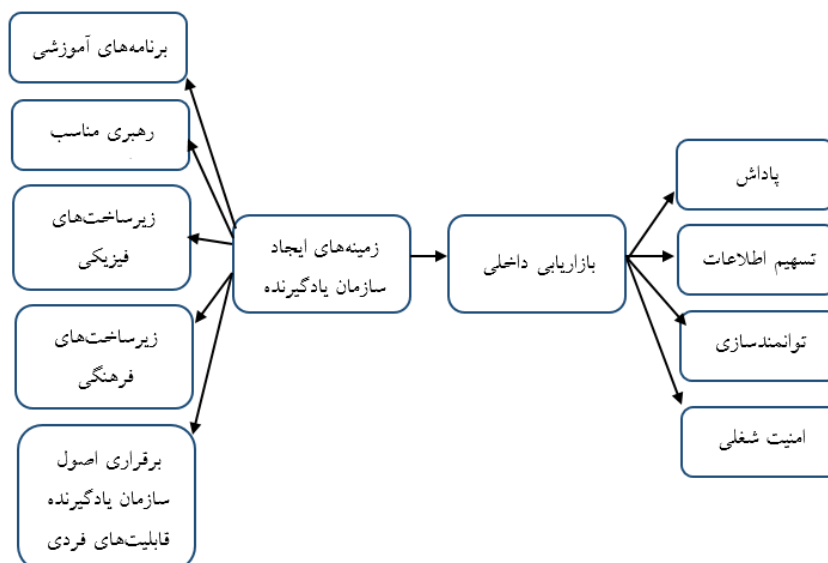 برنامه‌های آموزشی
رهبری مناسب
زیرساخت‌های
فیزیکی
زیرساخت‌های
فرهنگی
برقراری اصول
سازمان یادگیرنده
قابلیت‌های فردی
زمینه‌های ایجاد
سازمان یادگیرنده
بازاریابی داخلی
پاداش
تسهیم اطلاعات
توانمندسازی
امنیت شغلی